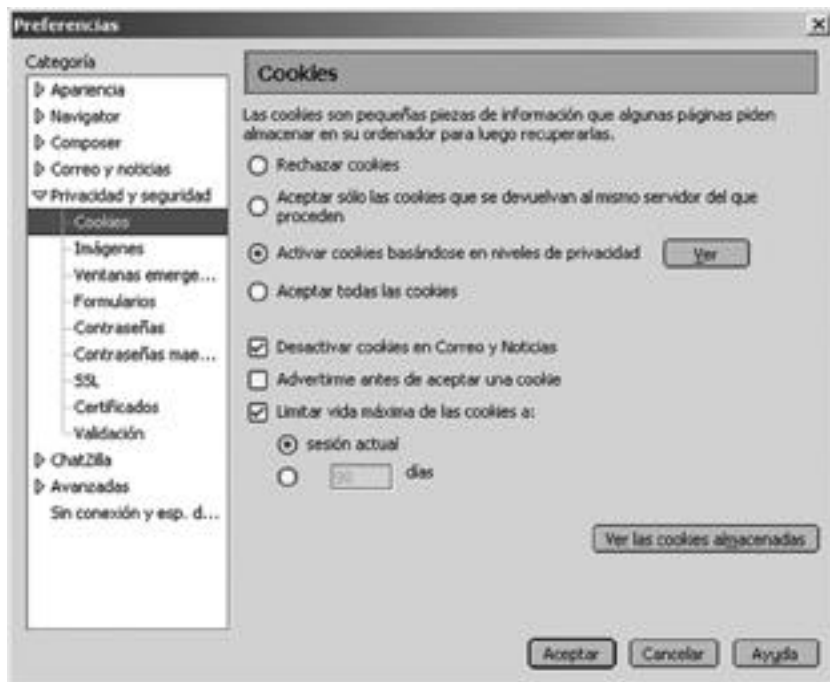 Preferencias
Categoría
Apariencia
Navigator
Composer
Correo y noticias
Privacidad y seguridad
Cookies
Imágenes
Ventanas emerge...
Formularios
Contraseñas
Contraseñas mae...
SSL
Certificados
Validación
ChatZilla
Avanzadas
Sin conexión y esp. d...
Cookies
Las cookies son pequeñas piezas de información que algunas páginas piden
almacenar en su ordenador para luego recuperarlas.
Rechazar cookies
Aceptar sólo las cookies que se devuelvan al mismo servidor del que
proceden
Activar cookies basándose en niveles de privacidad
Ver
Aceptar todas las cookies
Desactivar cookies en Correo y Noticias
Advertirme antes de aceptar una cookie
Limitar vida máxima de las cookies a:
sesión actual
días
Ver las cookies almacenadas
Aceptar
Cancelar
Ayuda